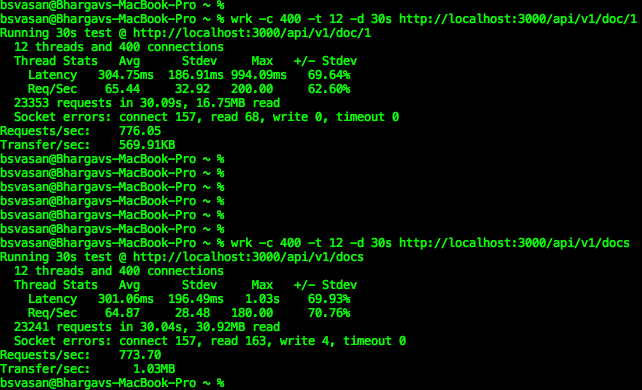 bsvasan@Bhargavs-MacBook-Pro ~ %
bsvasan@Bhargavs-MacBook-Pro ~ % wrk -c 400 -t 12 -d 30s http://localhost:3000/api/v1/doc/1
Running 30s test @ http://localhost:3000/api/v1/doc/1
  12 threads and 400 connections
  Thread Stats   Avg      Stdev     Max   +/- Stdev
    Latency   304.75ms  186.91ms 994.09ms   69.64%
    Req/Sec    65.44     32.92   200.00     62.60%
  23353 requests in 30.09s, 16.75MB read
  Socket errors: connect 157, read 68, write 0, timeout 0
Requests/sec:    776.05
Transfer/sec:    569.91KB
bsvasan@Bhargavs-MacBook-Pro ~ %
bsvasan@Bhargavs-MacBook-Pro ~ %
bsvasan@Bhargavs-MacBook-Pro ~ %
bsvasan@Bhargavs-MacBook-Pro ~ %
bsvasan@Bhargavs-MacBook-Pro ~ %
bsvasan@Bhargavs-MacBook-Pro ~ %
bsvasan@Bhargavs-MacBook-Pro ~ % wrk -c 400 -t 12 -d 30s http://localhost:3000/api/v1/docs
Running 30s test @ http://localhost:3000/api/v1/docs
  12 threads and 400 connections
  Thread Stats   Avg      Stdev     Max   +/- Stdev
    Latency   301.06ms  196.49ms   1.03s    69.93%
    Req/Sec    64.87     28.48   180.00     70.76%
  23241 requests in 30.04s, 30.92MB read
  Socket errors: connect 157, read 163, write 4, timeout 0
Requests/sec:    773.70
Transfer/sec:      1.03MB
bsvasan@Bhargavs-MacBook-Pro ~ %